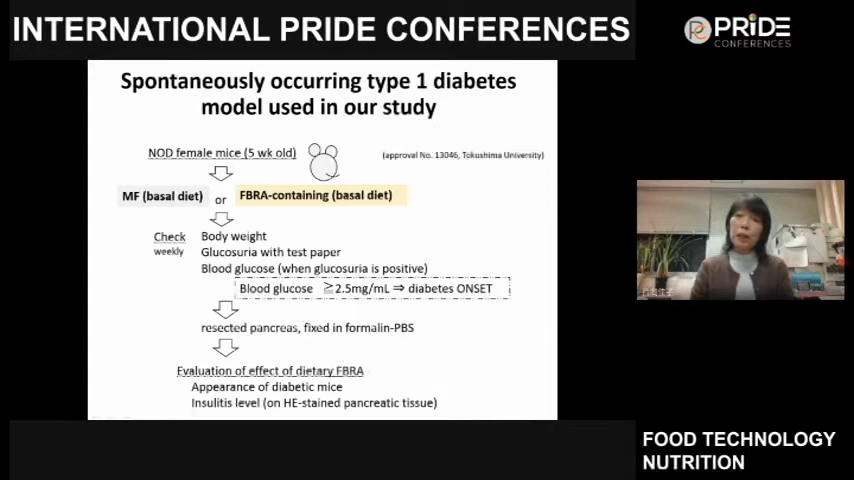 INTERNATIONAL PRIDE CONFERENCES
PRIDE
CONFERENCES
Spontaneously occurring type 1 diabetes
model used in our study
NOD female mice (5 wk old)
(approval No. 13046, Tokushima University)
MF (basal diet) or FBRA-containing (basal diet)
Check
weekly
Body weight
Glucosuria with test paper
Blood glucose (when glucosuria is positive)
Blood glucose ≧2.5mg/mL ⇒ diabetes ONSET
resected pancreas, fixed in formalin-PBS
Evaluation of effect of dietary FBRA
Appearance of diabetic mice
Insulitis level (on HE-stained pancreatic tissue)
FOOD TECHNOLOGY
NUTRITION